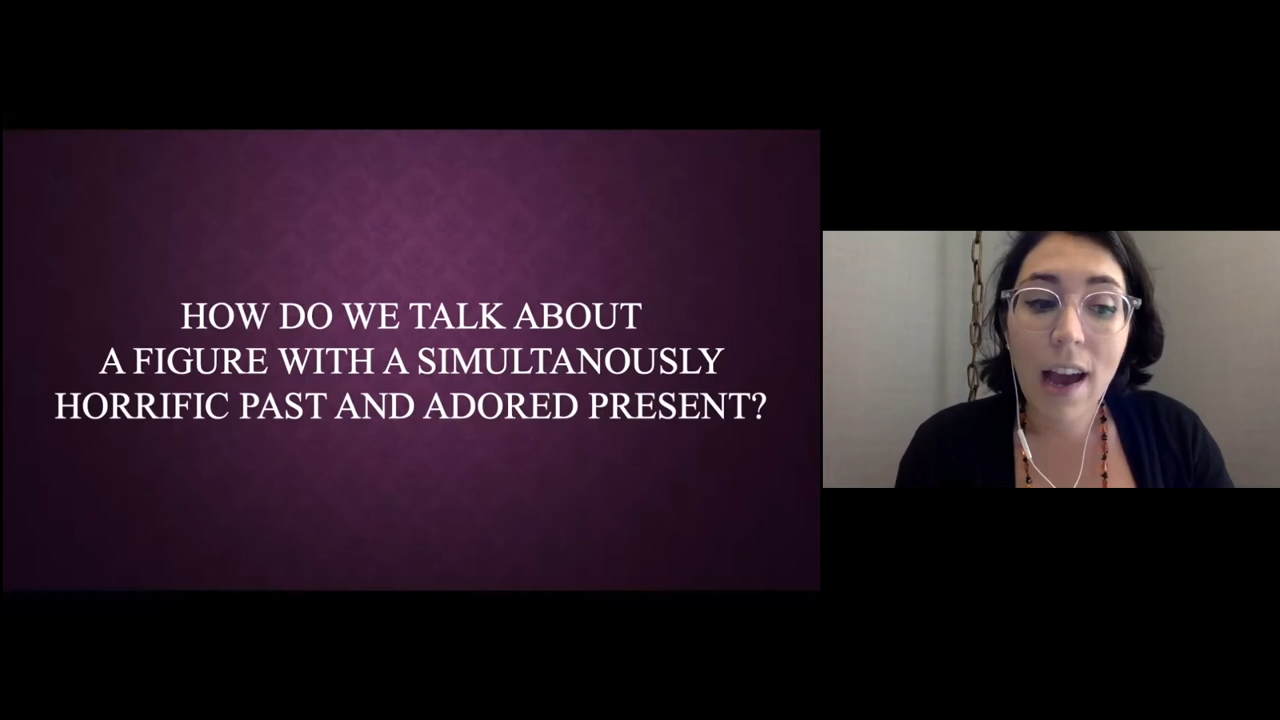 HOW DO WE TALK ABOUT
A FIGURE WITH A SIMULTANOUSLY
HORRIFIC PAST AND ADORED PRESENT?